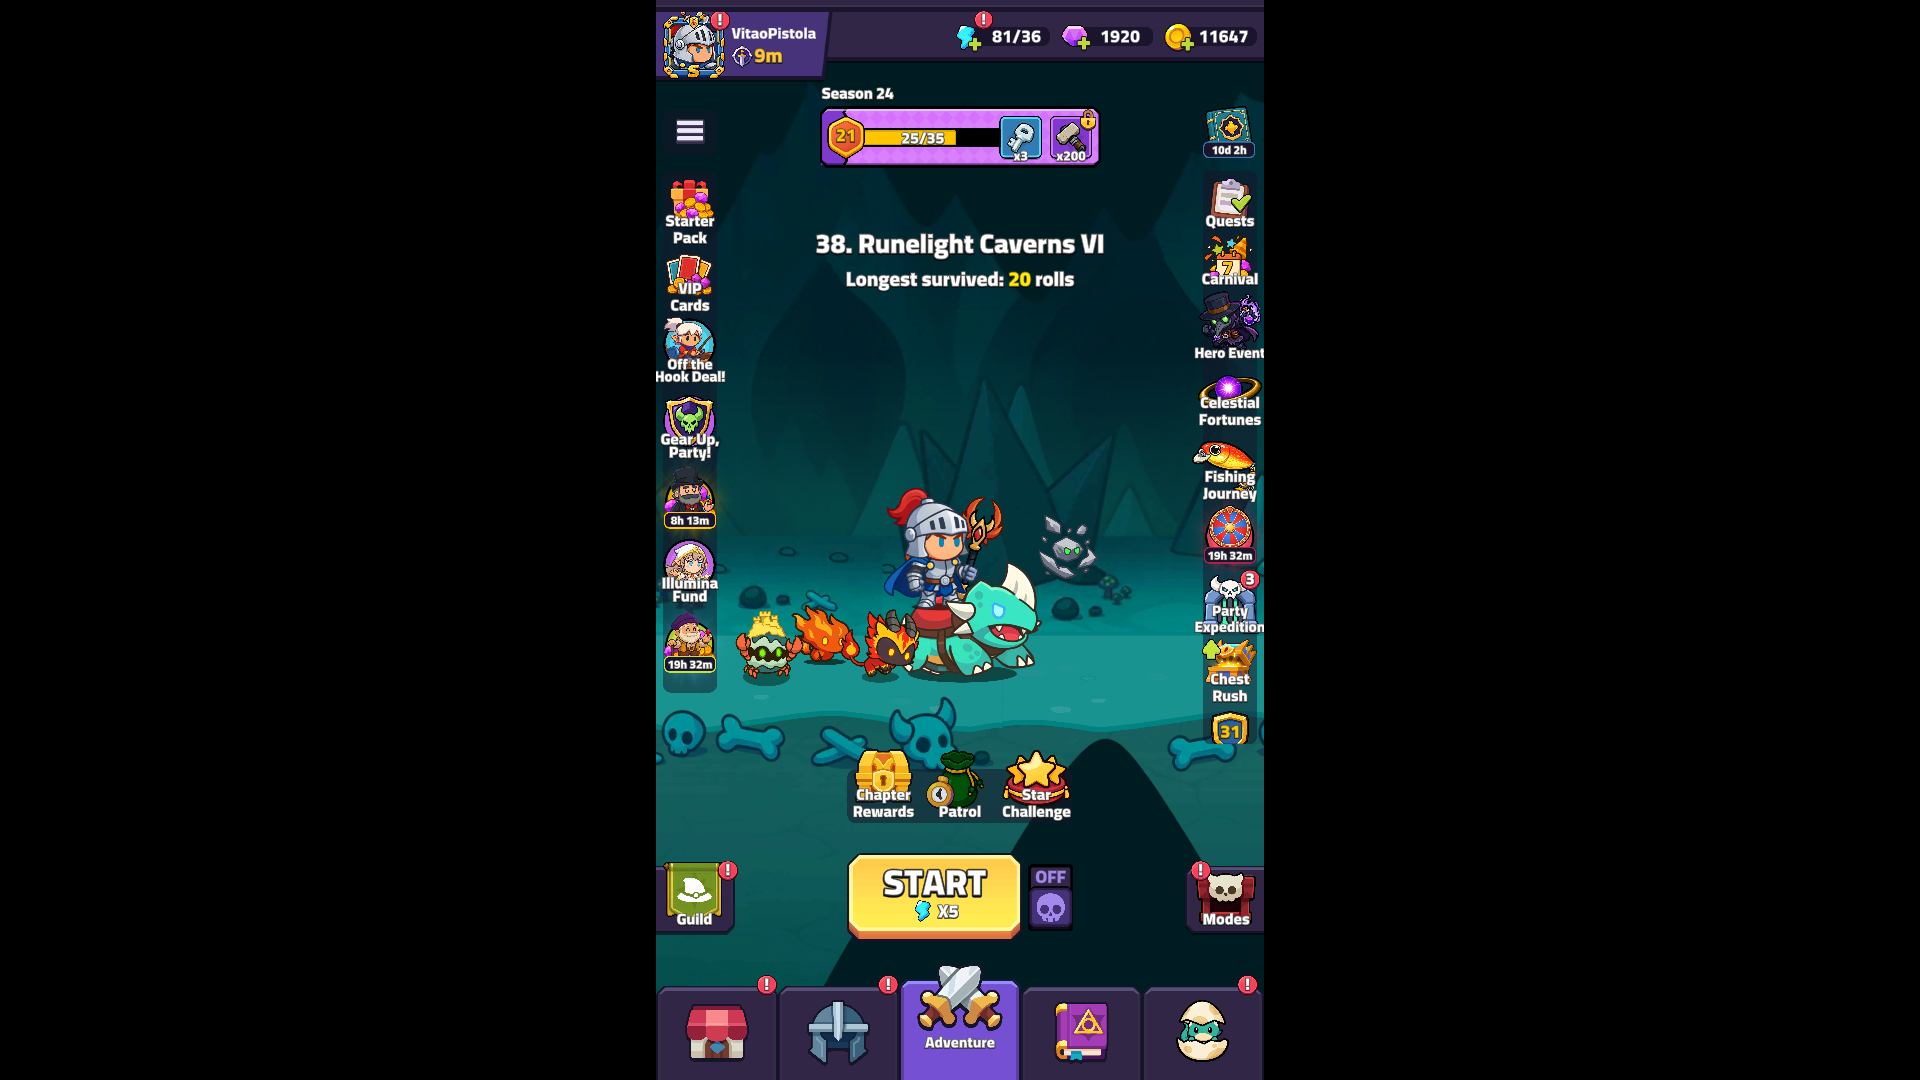 VitaoPistola
9m
S
81/36
1920
11647
Season 24
21
25/35
x3
x200
10d 2h
38. Runelight Caverns VI
Longest survived: 20 rolls
Starter
Pack
VIP
Cards
Off the
Hook Deal!
Gear Up,
Party!
8h 13m
Illumina
Fund
19h 32m
Quests
7
Carnival
Hero Event
Celestial
Fortunes
Fishing
Journey
19h 32m
3
Party
Expedition
Chest
Rush
31
Chapter
Rewards
Patrol
Star
Challenge
START
X5
OFF
Guild
Modes
Adventure